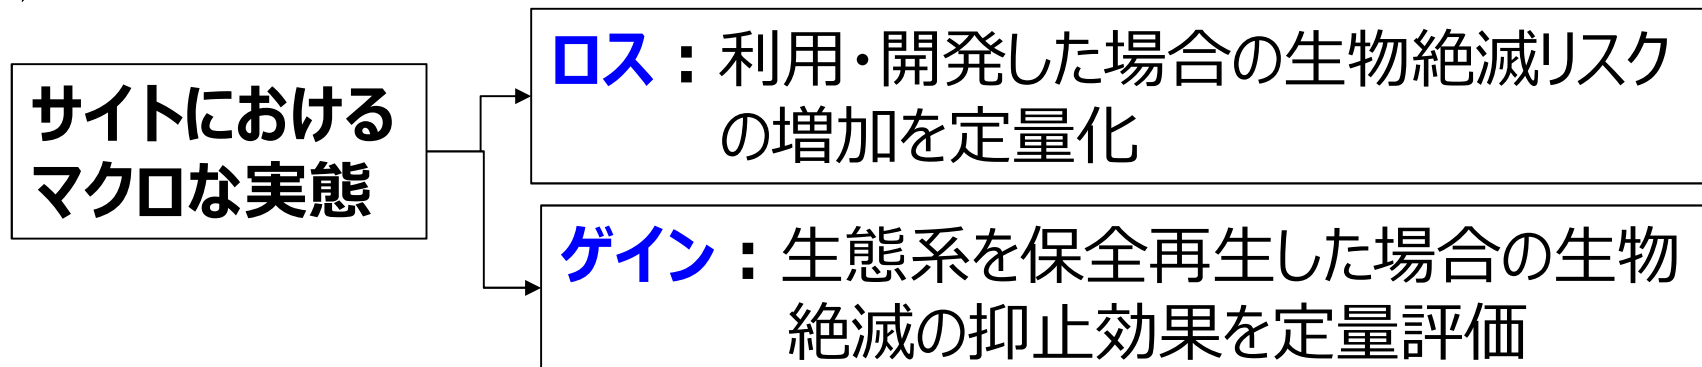 サイトにおける
マクロな実態
ロス：利用・開発した場合の生物絶滅リスク
の増加を定量化
ゲイン：生態系を保全再生した場合の生物
絶滅の抑止効果を定量評価